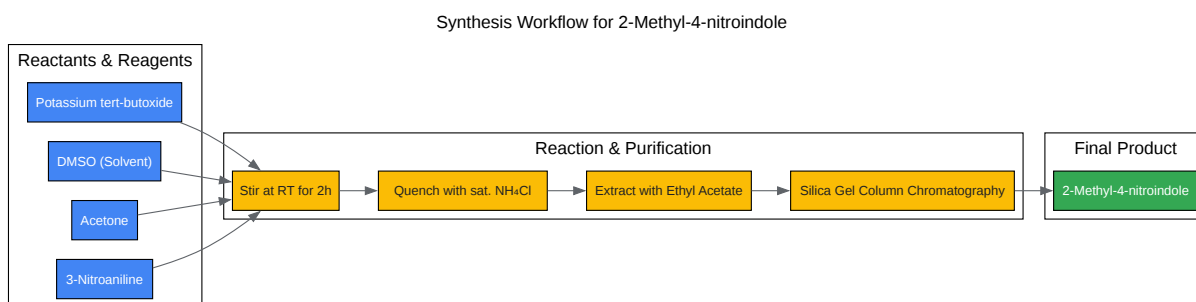 Synthesis Workflow for 2-Methyl-4-nitroindole
Reactants & Reagents
Potassium tert-butoxide
DMSO (Solvent)
Acetone
3-Nitroaniline
Reaction & Purification
Stir at RT for 2h
Quench with sat. NH₄Cl
Extract with Ethyl Acetate
Silica Gel Column Chromatography
Final Product
2-Methyl-4-nitroindole